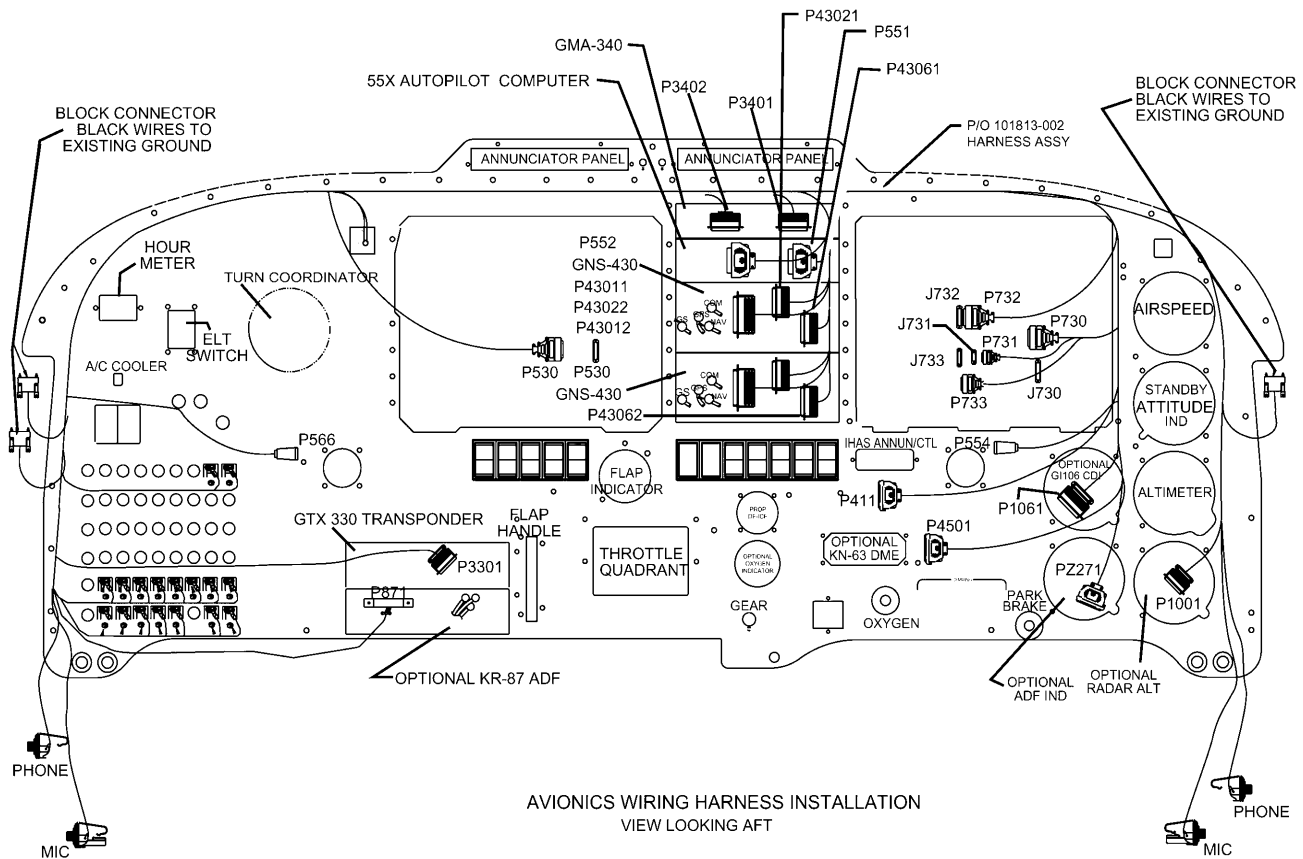 P43021
P551
GMA-340
P43061
55X AUTOPILOT COMPUTER
P3402
P3401
BLOCK CONNECTOR
BLACK WIRES TO
EXISTING GROUND
BLOCK CONNECTOR
BLACK WIRES TO
EXISTING GROUND
P/O 101813-002
HARNESS ASSY
ANNUNCIATOR PANEL
ANNUNCIATOR PANEL
HOUR
METER
TURN COORDINATOR
ELT
SWITCH
A/C COOLER
P552
GNS-430
P43011
P43022
P43012
P530
P530
GNS-430
P43062
COM
GPS
GS
NAV
COM
GPS
GS
NAV
J732
P732
J731
P731
P730
J733
P733
J730
AIRSPEED
STANDBY
ATTITUDE
IND
ALTIMETER
P566
FLAP
INDICATOR
IHAS ANNUN/CTL
P554
OPTIONAL
GI106 CDI
P411
P1061
GTX 330 TRANSPONDER
FLAP
HANDLE
P3301
P871
THROTTLE
QUADRANT
PROP
DE-ICE
OPTIONAL
OXYGEN
INDICATOR
OPTIONAL
KN-63 DME
P4501
GEAR
OXYGEN
PARK
BRAKE
PZ271
P1001
OPTIONAL KR-87 ADF
OPTIONAL
ADF IND
OPTIONAL
RADAR ALT
PHONE
MIC
PHONE
MIC
AVIONICS WIRING HARNESS INSTALLATION
VIEW LOOKING AFT